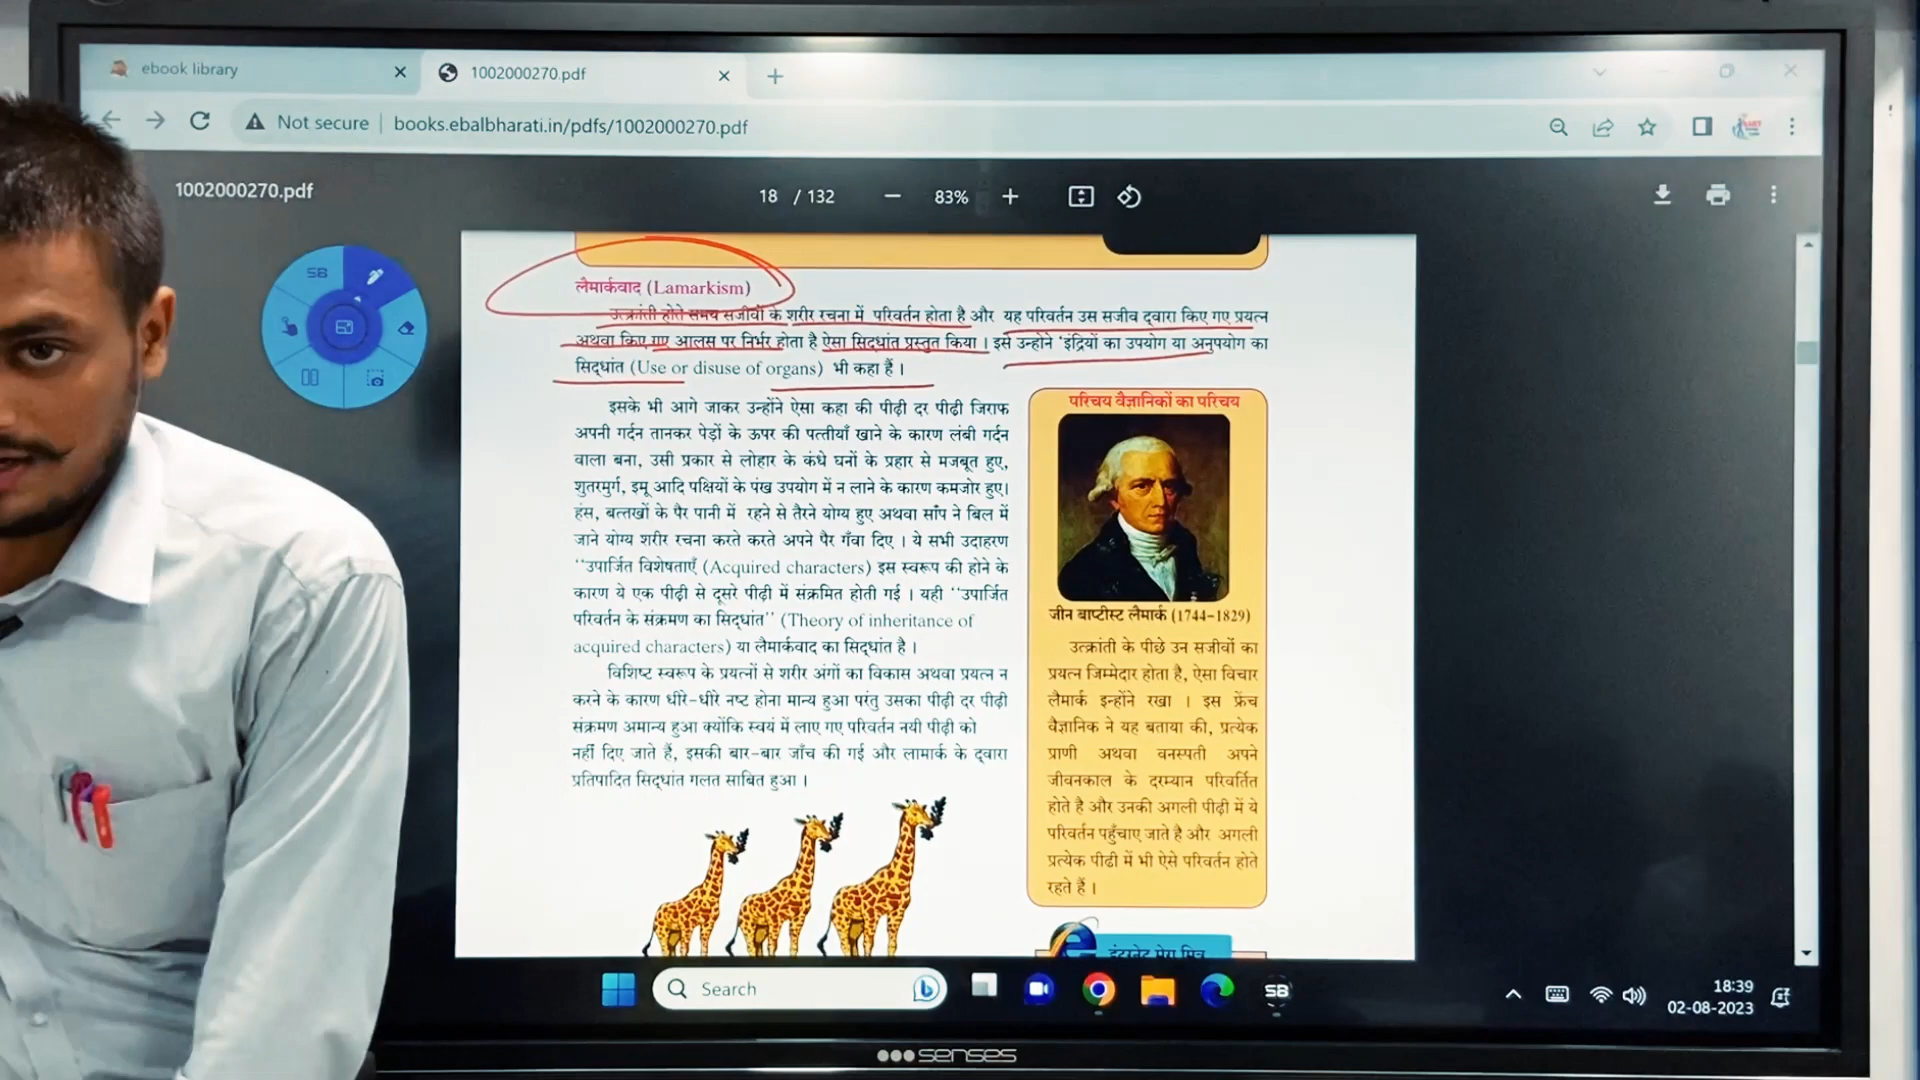 ebook library
1002000270.pdf
Not secure
books.ebalbharati.in/pdfs/1002000270.pdf
1002000270.pdf
18 / 132
83%
SB
लैमार्कवाद (Lamarkism)
उत्क्रांती होते समय सजीवों के शरीर रचना में परिवर्तन होता है और यह परिवर्तन उस सजीव द्वारा किए गए प्रयत्न
अथवा किए गए आलस पर निर्भर होता है ऐसा सिद्धांत प्रस्तुत किया । इसे उन्होने ‘इंद्रियों का उपयोग या अनुपयोग का
सिद्धांत (Use or disuse of organs) भी कहा हैं ।
इसके भी आगे जाकर उन्होंने ऐसा कहा की पीढ़ी दर पीढी जिराफ
अपनी गर्दन तानकर पेड़ों के ऊपर की पत्तीयाँ खाने के कारण लंबी गर्दन
वाला बना, उसी प्रकार से लोहार के कंधे घनों के प्रहार से मजबूत हुए,
शुतरमुर्ग, इमू आदि पक्षियों के पंख उपयोग में न लाने के कारण कमजोर हुए।
हंस, बत्तखों के पैर पानी में रहने से तैरने योग्य हुए अथवा साँप ने बिल में
जाने योग्य शरीर रचना करते करते अपने पैर गँवा दिए । ये सभी उदाहरण
‘‘उपार्जित विशेषताएँ (Acquired characters) इस स्वरूप की होने के
कारण ये एक पीढ़ी से दूसरे पीढ़ी में संक्रमित होती गई । यही ‘‘उपार्जित
परिवर्तन के संक्रमण का सिद्धांत’’ (Theory of inheritance of
acquired characters) या लैमार्कवाद का सिद्धांत है ।
विशिष्ट स्वरूप के प्रयत्नों से शरीर अंगों का विकास अथवा प्रयत्न न
करने के कारण धीरे-धीरे नष्ट होना मान्य हुआ परंतु उसका पीढ़ी दर पीढ़ी
संक्रमण अमान्य हुआ क्योंकि स्वयं में लाए गए परिवर्तन नयी पीढ़ी को
नहीं दिए जाते हैं, इसकी बार-बार जाँच की गई और लामार्क के द्वारा
प्रतिपादित सिद्धांत गलत साबित हुआ ।
परिचय वैज्ञानिकों का परिचय
जीन बाप्टीस्ट लैमार्क (1744-1829)
उत्क्रांती के पीछे उन सजीवों का
प्रयत्न जिम्मेदार होता है, ऐसा विचार
लैमार्क इन्होंने रखा । इस फ्रेंच
वैज्ञानिक ने यह बताया की, प्रत्येक
प्राणी अथवा वनस्पती अपने
जीवनकाल के दरम्यान परिवर्तित
होते है और उनकी अगली पीढ़ी में ये
परिवर्तन पहुँचाए जाते है और अगली
प्रत्येक पीढी में भी ऐसे परिवर्तन होते
रहते हैं ।
इंटरनेट मेरा मित्र
Search
SB
18:39
02-08-2023
senses